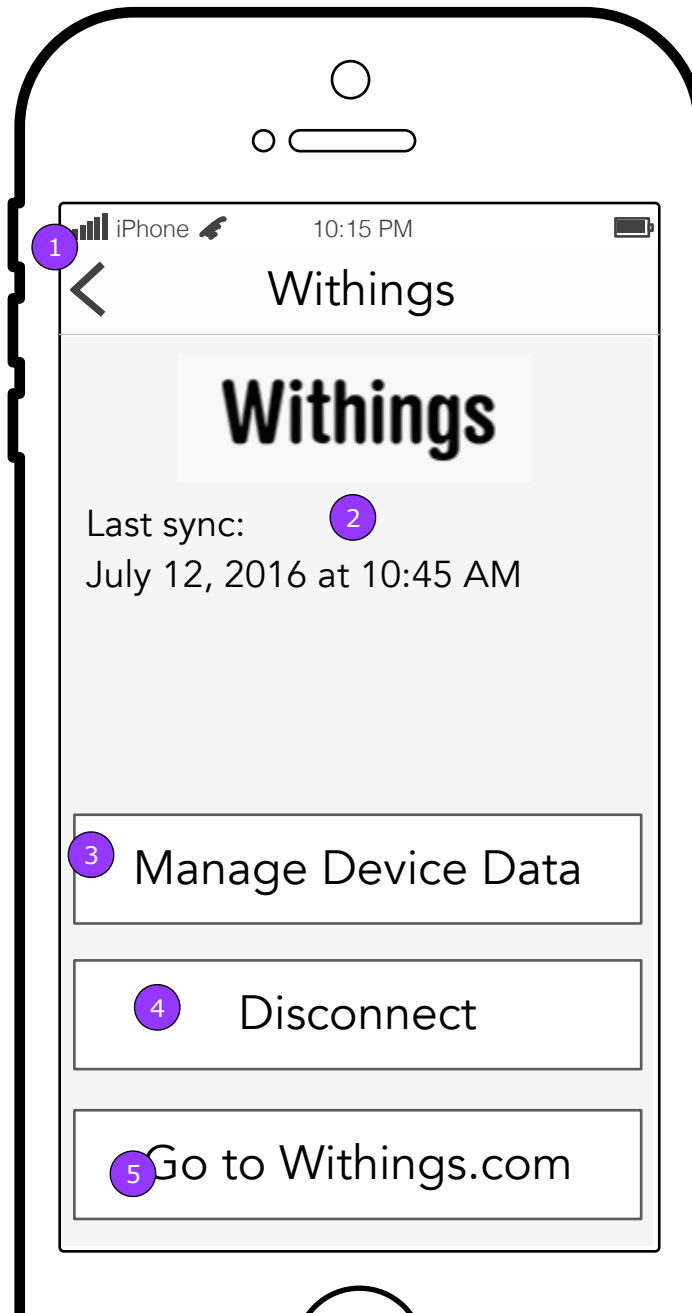 iPhone 10:15 PM
1
Withings
Withings
Last sync: 2
July 12, 2016 at 10:45 AM
3 Manage Device Data
4 Disconnect
5 Go to Withings.com